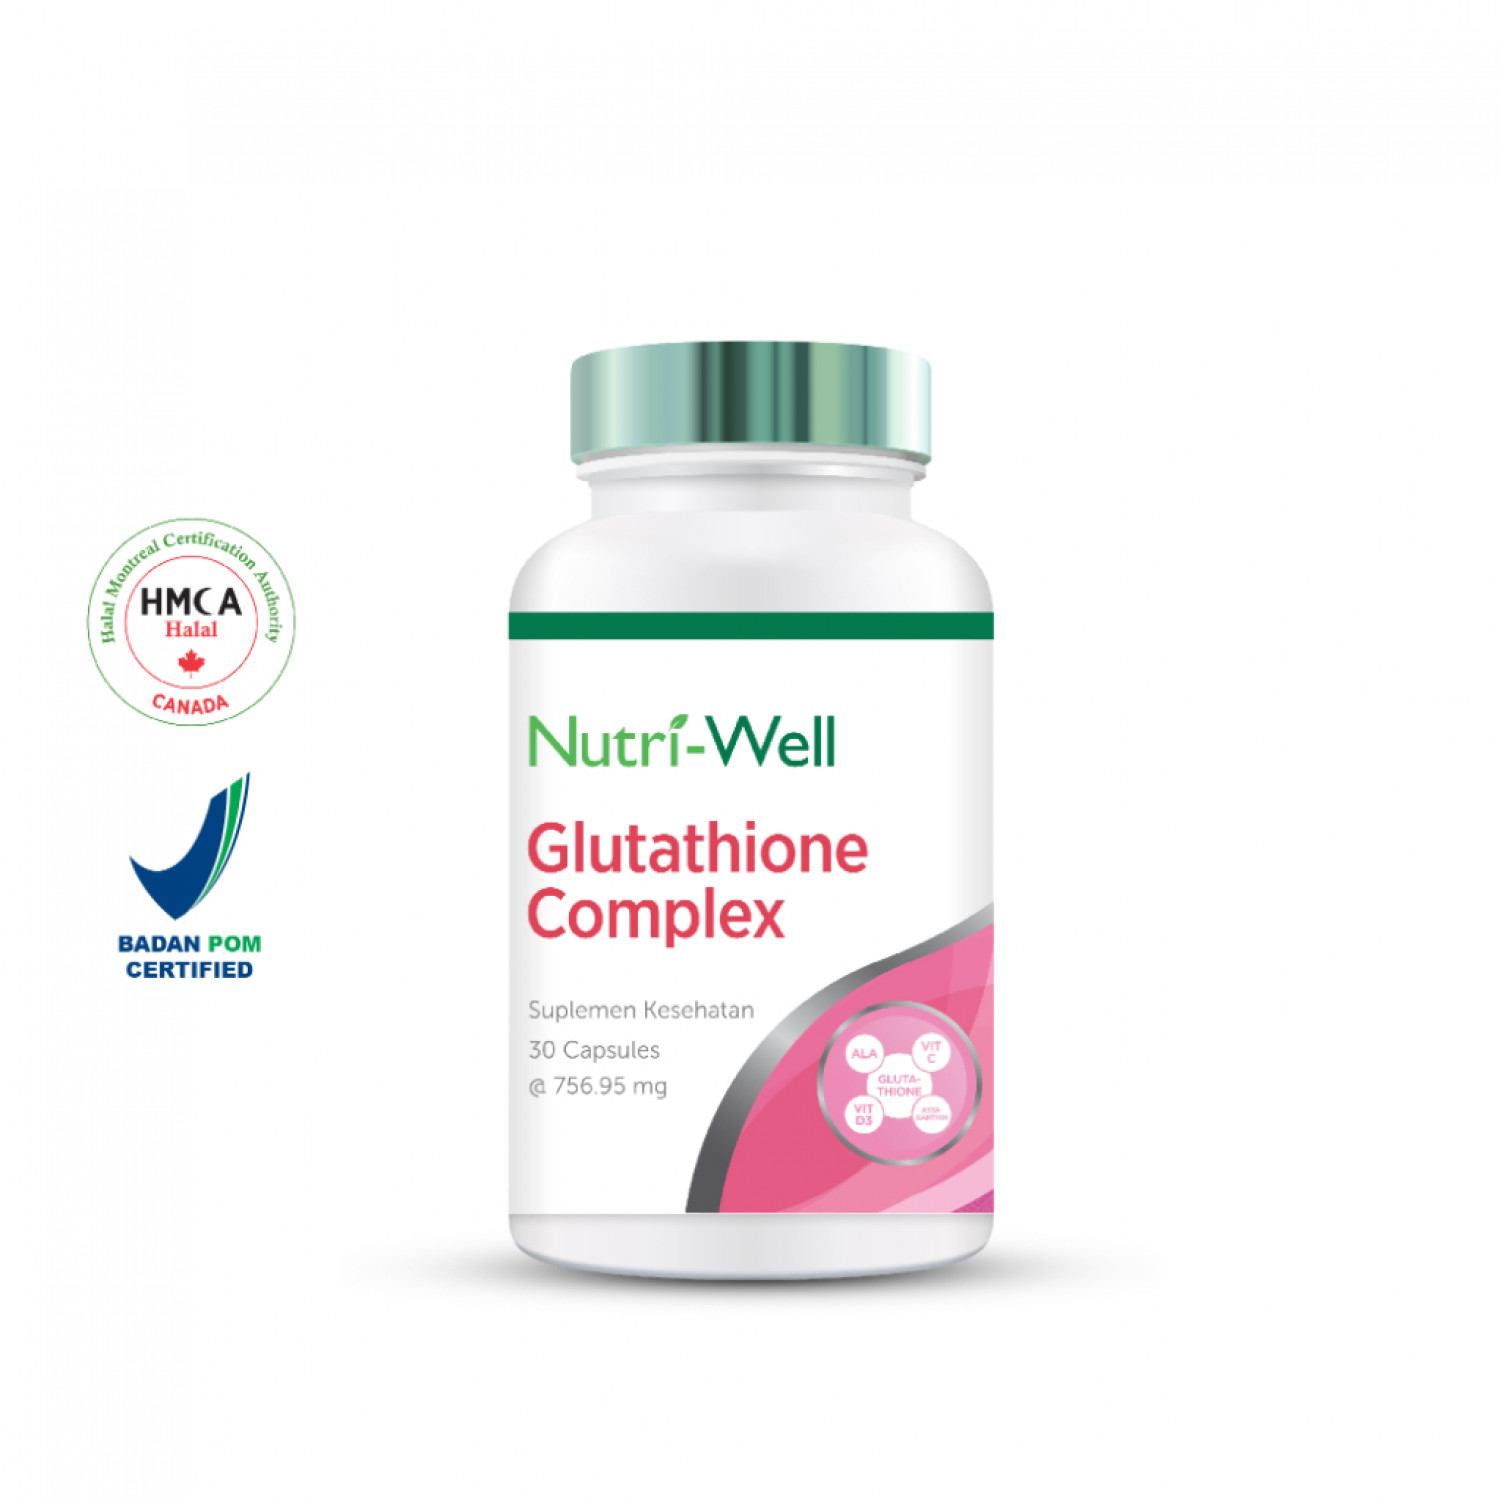 Halal Montreal Certification Authority
HMCA
Halal
CANADA
BADAN POM
CERTIFIED
Nutri-Well
Glutathione
Complex
Suplemen Kesehatan
30 Capsules
@ 756.95 mg
ALA
VIT
C
GLUTA-
THIONE
VIT
D3